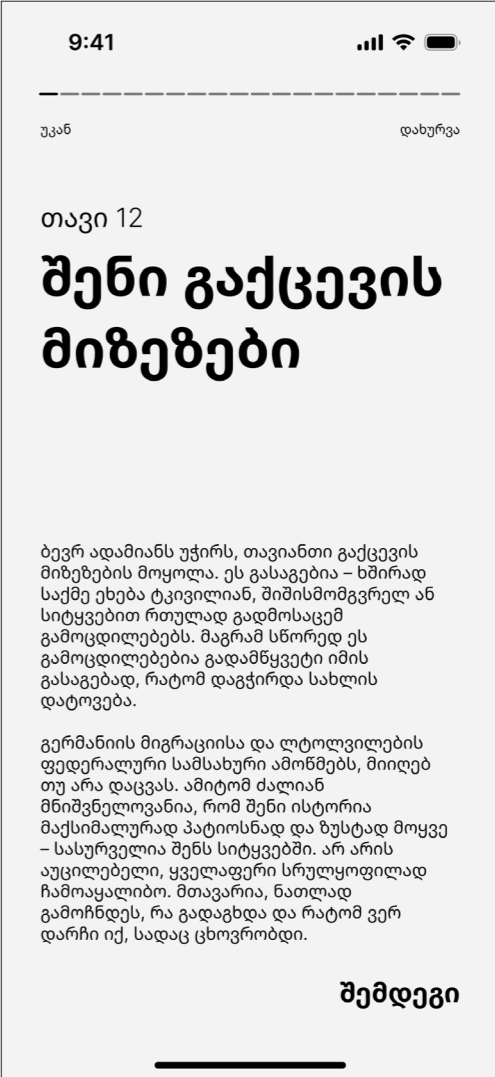 9:41
უკან
დახურვა
თავი 12
შენი გაქცევის
მიზეზები
ბევრ ადამიანს უჭირს, თავიანთი გაქცევის
მიზეზების მოყოლა. ეს გასაგებია – ხშირად
საქმე ეხება ტკივილიან, შიშისმომგვრელ ან
სიტყვებით რთულად გადმოსაცემ
გამოცდილებებს. მაგრამ სწორედ ეს
გამოცდილებებია გადამწყვეტი იმის
გასაგებად, რატომ დაგჭირდა სახლის
დატოვება.
გერმანიის მიგრაციისა და ლტოლვილების
ფედერალური სამსახური ამოწმებს, მიიღებ
თუ არა დაცვას. ამიტომ ძალიან
მნიშვნელოვანია, რომ შენი ისტორია
მაქსიმალურად პატიოსნად და ზუსტად მოყვე
– სასურველია შენს სიტყვებში. არ არის
აუცილებელი, ყველაფერი სრულყოფილად
ჩამოაყალიბო. მთავარია, ნათლად
გამოჩნდეს, რა გადაგხდა და რატომ ვერ
დარჩი იქ, სადაც ცხოვრობდი.
შემდეგი